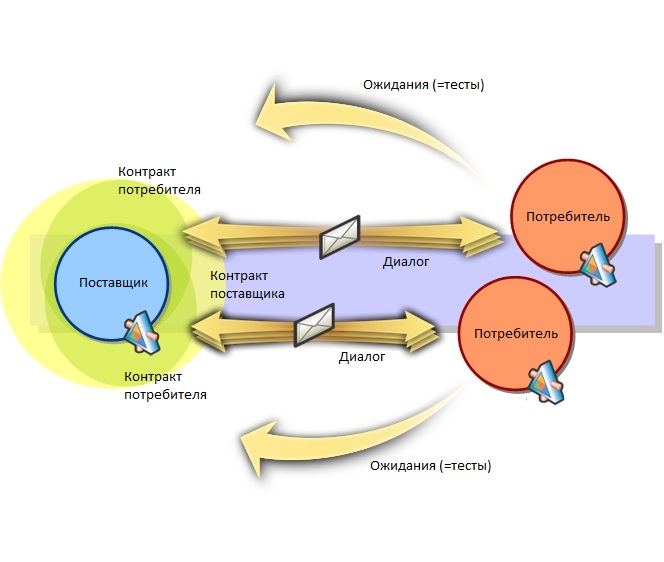 Ожидания (=тесты)
Контракт
потребителя
Потребитель
Диалог
Поставщик
Контракт
поставщика
Потребитель
Диалог
Контракт
потребителя
Ожидания (=тесты)